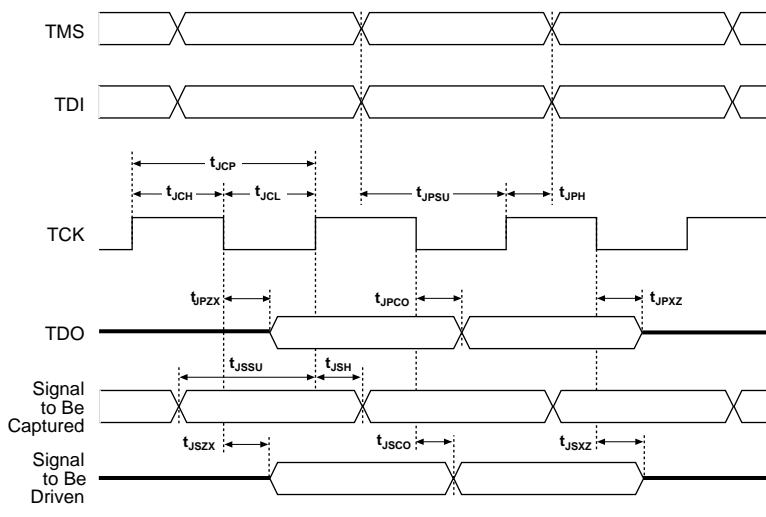 TMS
TDI
tJCP
tJCH
tJCL
tJPSU
tJPH
TCK
tJPZX
tJPCO
tJPXZ
TDO
tJSSU
tJSH
Signal
to Be
Captured
tJSZX
tJSCO
tJSXZ
Signal
to Be
Driven